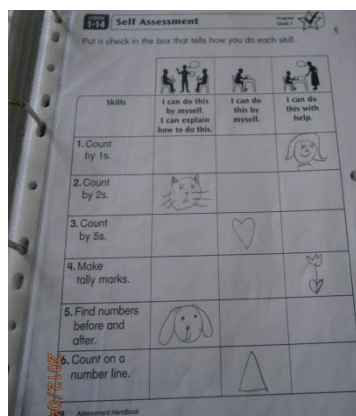 1•14 Self Assessment
Progress
Check 1
Put a check in the box that tells how you do each skill.
Skills
I can do this
by myself.
I can explain
how to do this.
I can do
this by
myself.
I can do
this with
help.
1. Count
by 1s.
2. Count
by 2s.
3. Count
by 5s.
4. Make
tally marks.
5. Find numbers
before and
after.
6. Count on a
number line.
Assessment Handbook